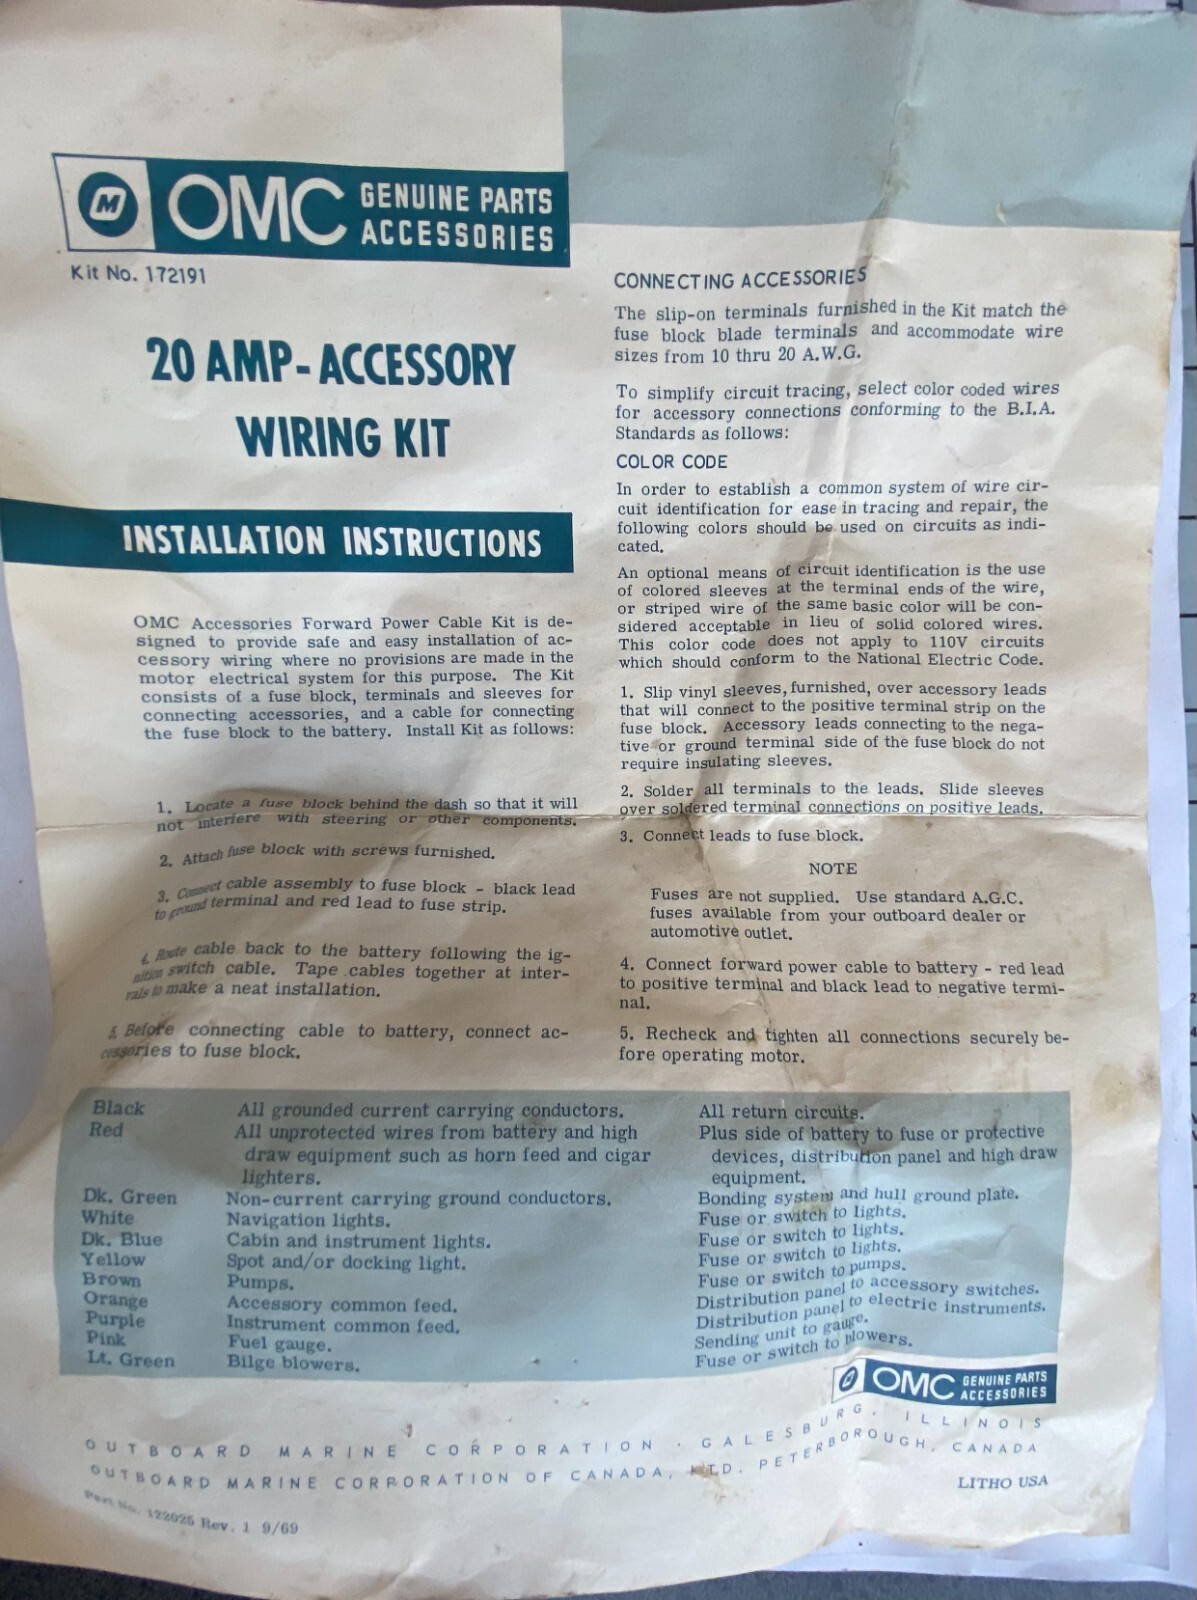 M OMC GENUINE PARTS
ACCESSORIES
Kit No. 172191
20 AMP-ACCESSORY
WIRING KIT
INSTALLATION INSTRUCTIONS
OMC Accessories Forward Power Cable Kit is de-
signed to provide safe and easy installation of ac-
cessory wiring where no provisions are made in the
motor electrical system for this purpose. The Kit
consists of a fuse block, terminals and sleeves for
connecting accessories, and a cable for connecting
the fuse block to the battery. Install Kit as follows:
1. Locate a fuse block behind the dash so that it will
not interfere with steering or other components.
2. Attach fuse block with screws furnished.
3. Connect cable assembly to fuse block - black lead
to ground terminal and red lead to fuse strip.
4. Route cable back to the battery following the ig-
nition switch cable. Tape cables together at inter-
vals to make a neat installation.
5. Before connecting cable to battery, connect ac-
cessories to fuse block.
CONNECTING ACCESSORIES
The slip-on terminals furnished in the Kit match the
fuse block blade terminals and accommodate wire
sizes from 10 thru 20 A.W.G.
To simplify circuit tracing, select color coded wires
for accessory connections conforming to the B.I.A.
Standards as follows:
COLOR CODE
In order to establish a common system of wire cir-
cuit identification for ease in tracing and repair, the
following colors should be used on circuits as indi-
cated.
An optional means of circuit identification is the use
of colored sleeves at the terminal ends of the wire,
or striped wire of the same basic color will be con-
sidered acceptable in lieu of solid colored wires.
This color code does not apply to 110V circuits
which should conform to the National Electric Code.
1. Slip vinyl sleeves, furnished, over accessory leads
that will connect to the positive terminal strip on the
fuse block. Accessory leads connecting to the nega-
tive or ground terminal side of the fuse block do not
require insulating sleeves.
2. Solder all terminals to the leads. Slide sleeves
over soldered terminal connections on positive leads.
3. Connect leads to fuse block.
NOTE
Fuses are not supplied. Use standard A.G.C.
fuses available from your outboard dealer or
automotive outlet.
4. Connect forward power cable to battery - red lead
to positive terminal and black lead to negative termi-
nal.
5. Recheck and tighten all connections securely be-
fore operating motor.
Black All grounded current carrying conductors. All return circuits.
Red All unprotected wires from battery and high Plus side of battery to fuse or protective
draw equipment such as horn feed and cigar devices, distribution panel and high draw
lighters. equipment.
Dk. Green Non-current carrying ground conductors. Bonding system and hull ground plate.
White Navigation lights. Fuse or switch to lights.
Dk. Blue Cabin and instrument lights. Fuse or switch to lights.
Yellow Spot and/or docking light. Fuse or switch to lights.
Brown Pumps. Fuse or switch to pumps.
Orange Accessory common feed. Distribution panel to accessory switches.
Purple Instrument common feed. Distribution panel to electric instruments.
Pink Fuel gauge. Sending unit to gauge.
Lt. Green Bilge blowers. Fuse or switch to blowers.
M OMC GENUINE PARTS
ACCESSORIES
OUTBOARD MARINE CORPORATION · GALESBURG, ILLINOIS
OUTBOARD MARINE CORPORATION OF CANADA, LTD. PETERBOROUGH, CANADA
LITHO USA
Part No. 122025 Rev. 1 9/69